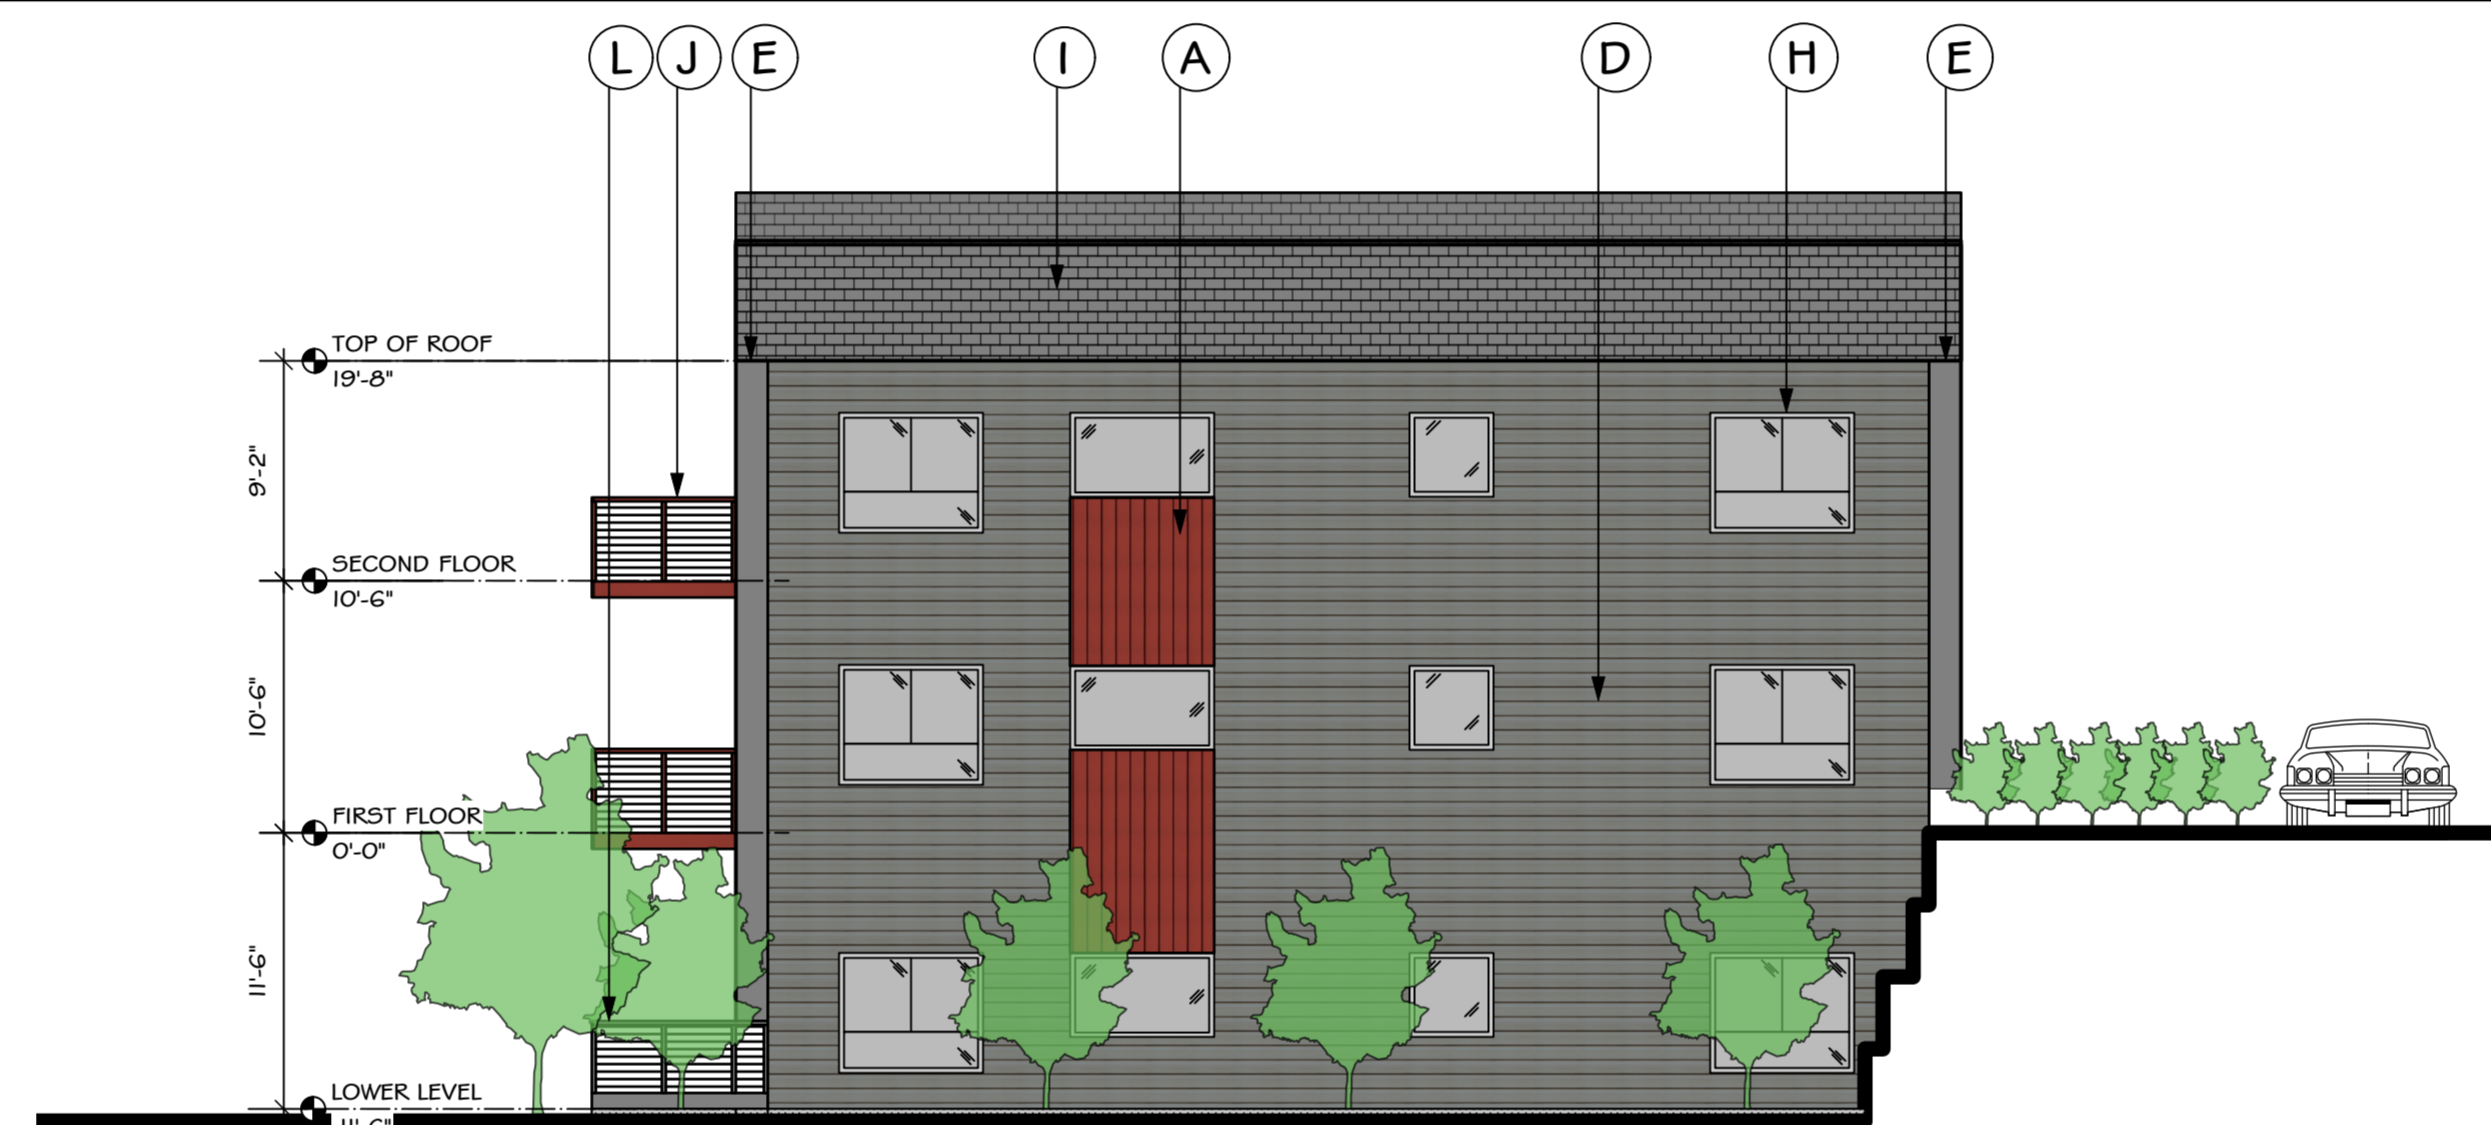 L J E I A D H E
TOP OF ROOF
19'-8"
9'-2"
SECOND FLOOR
10'-6"
10'-6"
FIRST FLOOR
0'-0"
11'-6"
LOWER LEVEL